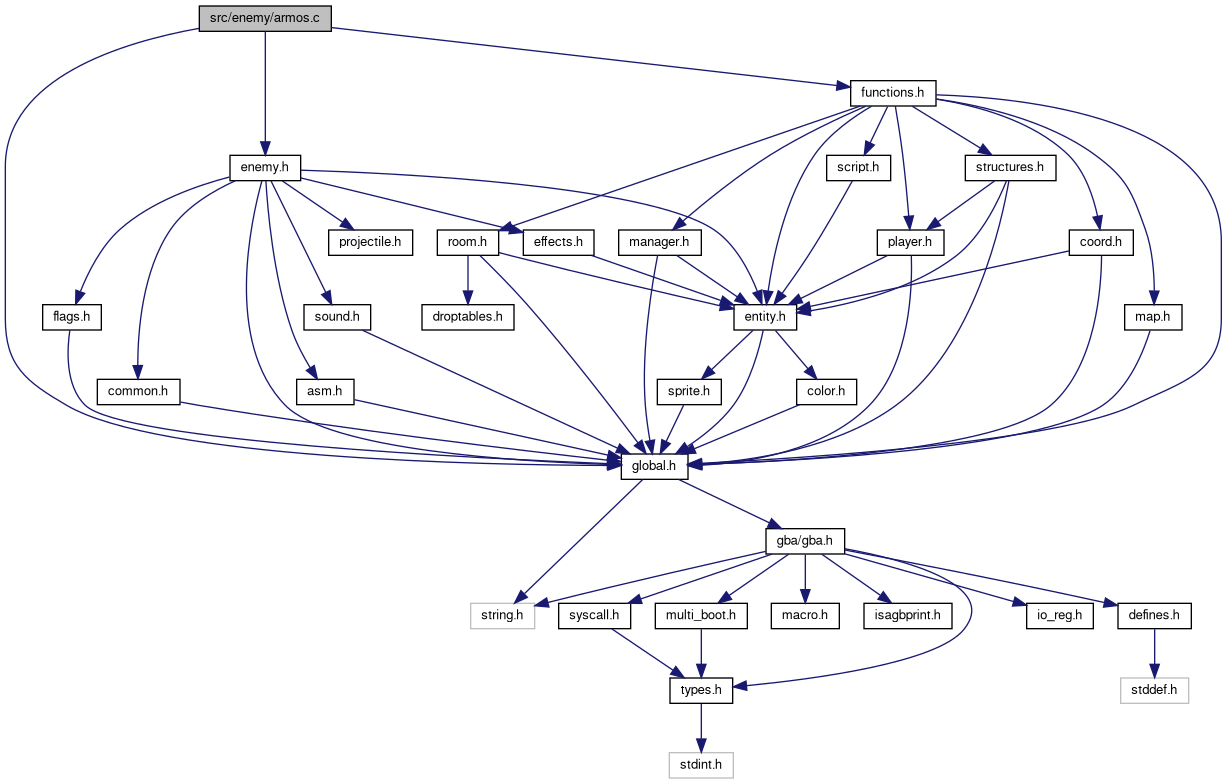 src/enemy/armos.c
functions.h
enemy.h
script.h
structures.h
projectile.h
room.h
effects.h
manager.h
player.h
coord.h
flags.h
sound.h
droptables.h
entity.h
map.h
common.h
asm.h
sprite.h
color.h
global.h
gba/gba.h
string.h
syscall.h
multi_boot.h
macro.h
isagbprint.h
io_reg.h
defines.h
types.h
stddef.h
stdint.h